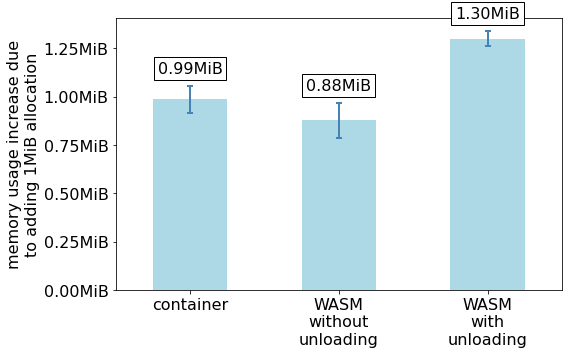 memory usage increase due
to adding 1MiB allocation
1.25MiB
1.00MiB
0.75MiB
0.50MiB
0.25MiB
0.00MiB
0.99MiB
0.88MiB
1.30MiB
container
WASM
without
unloading
WASM
with
unloading